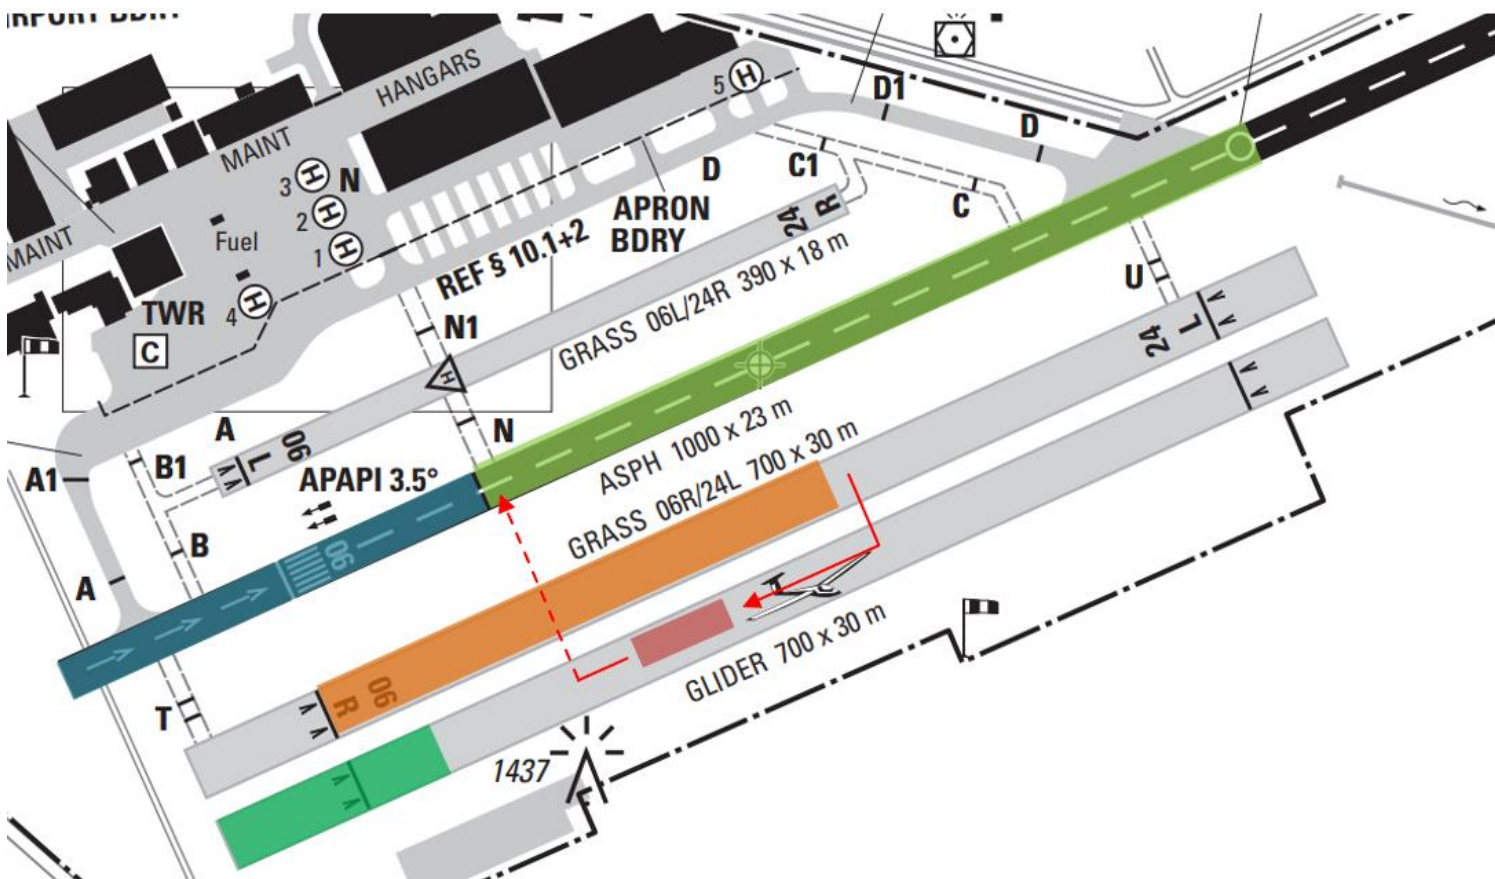 RPORT BDRY
HANGARS
MAINT
MAINT
5 H
D1
D
3 H N
2 H
1 H
4 H
Fuel
TWR
C
D
C1
C
APRON
BDRY
REF § 10.1+2
24
R
GRASS 06L/24R 390 x 18 m
N1
H
N
U
24
L
A
06
L
B1
A1
APAPI 3.5°
ASPH 1000 x 23 m
GRASS 06R/24L 700 x 30 m
06
B
A
T
06
R
GLIDER 700 x 30 m
1437